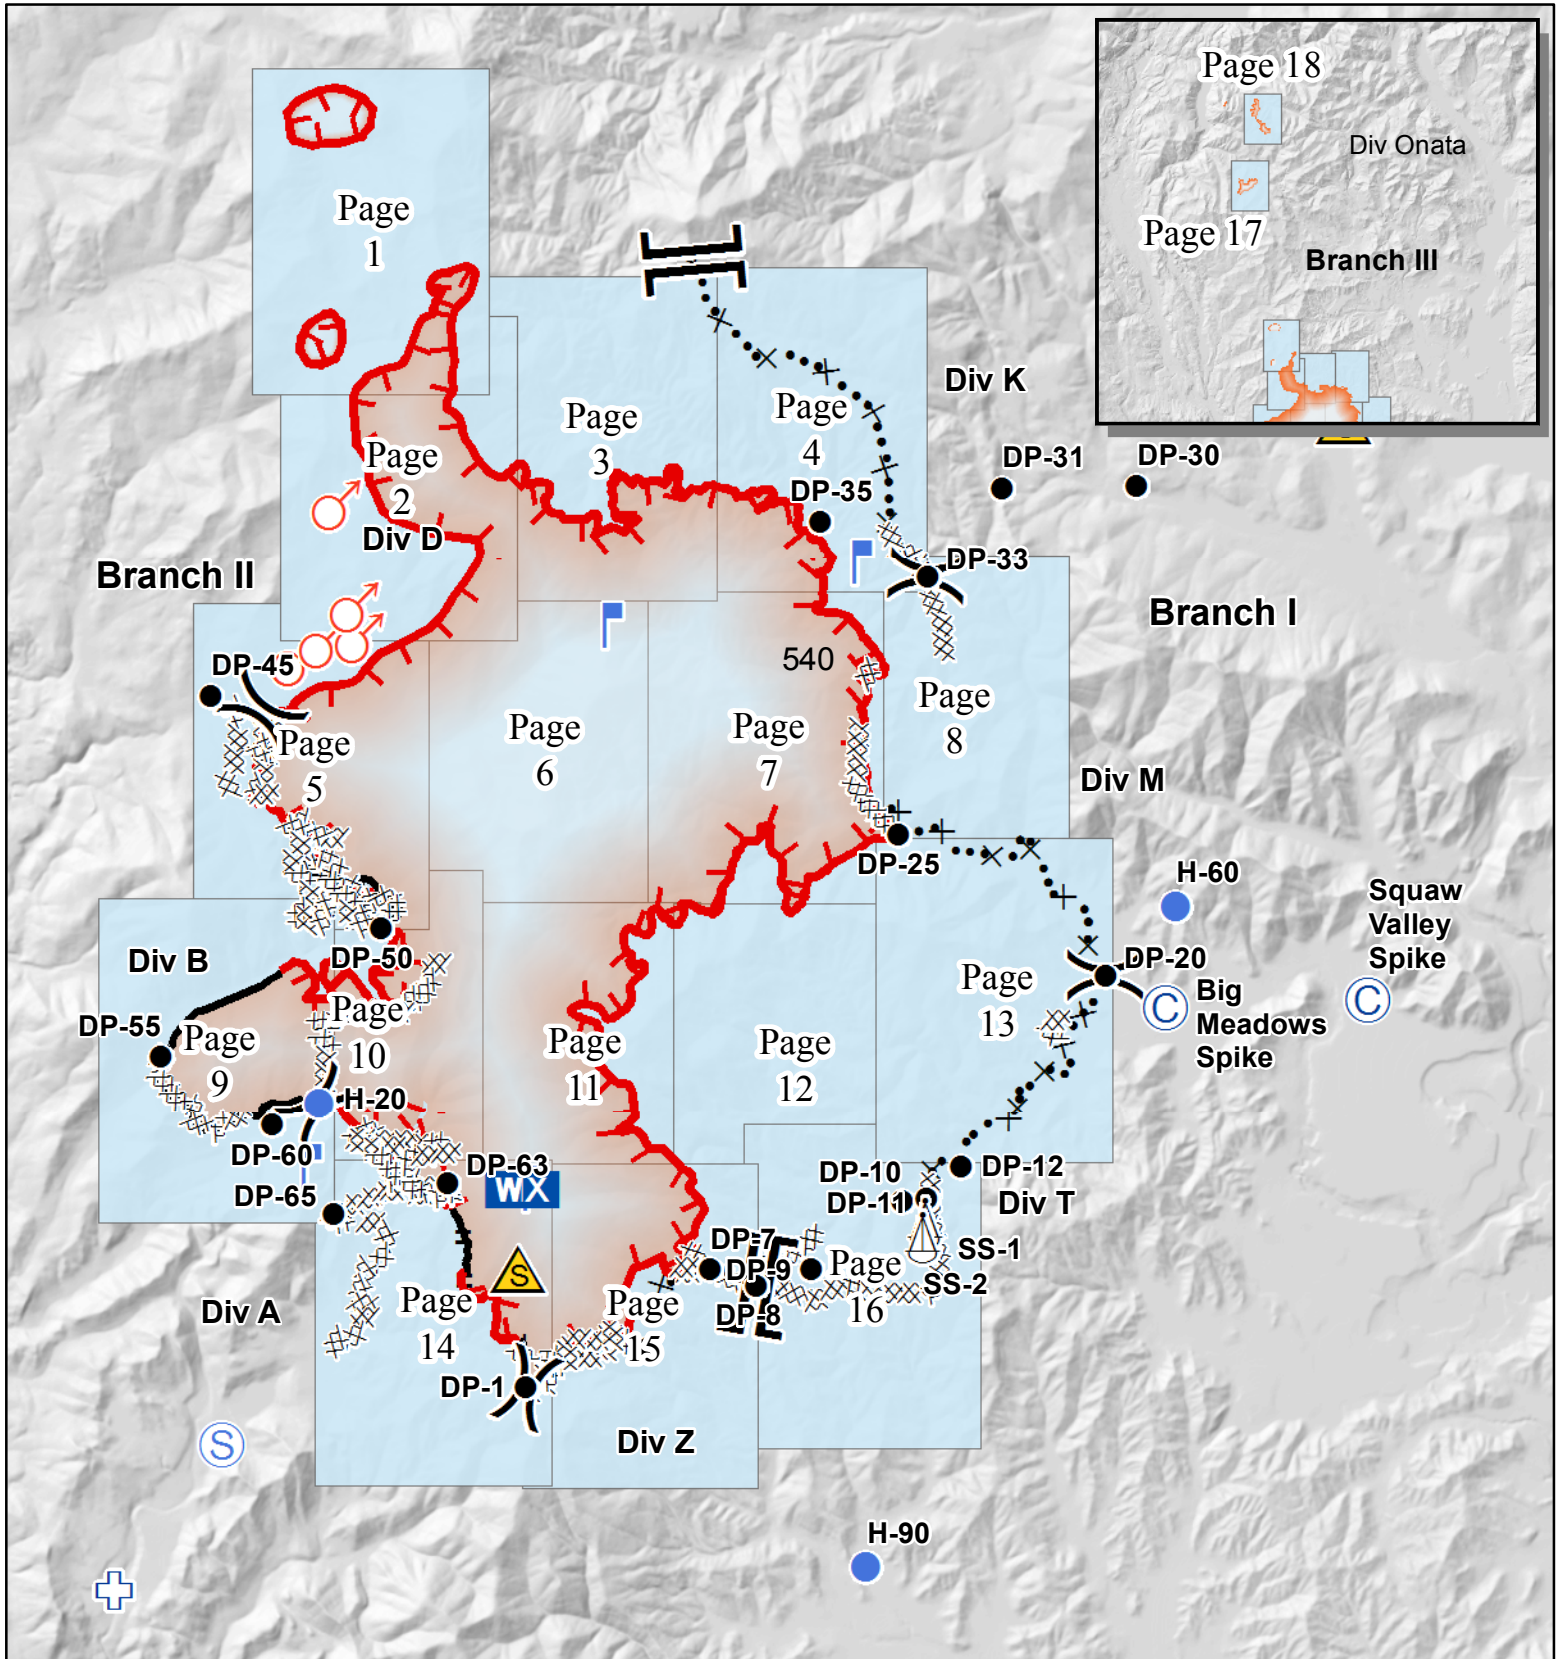 Page 18
Div Onata
Page 17
Branch III
Page
1
Div K
Page
3
Page
4
DP-31
DP-30
Page
2
DP-35
Div D
DP-33
Branch II
Branch I
540
DP-45
Page
5
Page
6
Page
7
Page
8
Div M
DP-25
H-60
Squaw
Valley
Spike
Div B
DP-50
DP-20
C
Big
Meadows
Spike
C
Page
13
DP-55
Page
9
Page
10
Page
11
Page
12
H-20
DP-60
DP-63
WX
DP-65
DP-10
DP-11
DP-12
Div T
DP-7
DP-9
DP-8
SS-1
SS-2
Page
16
S
Div A
Page
14
Page
15
DP-1
Div Z
S
H-90